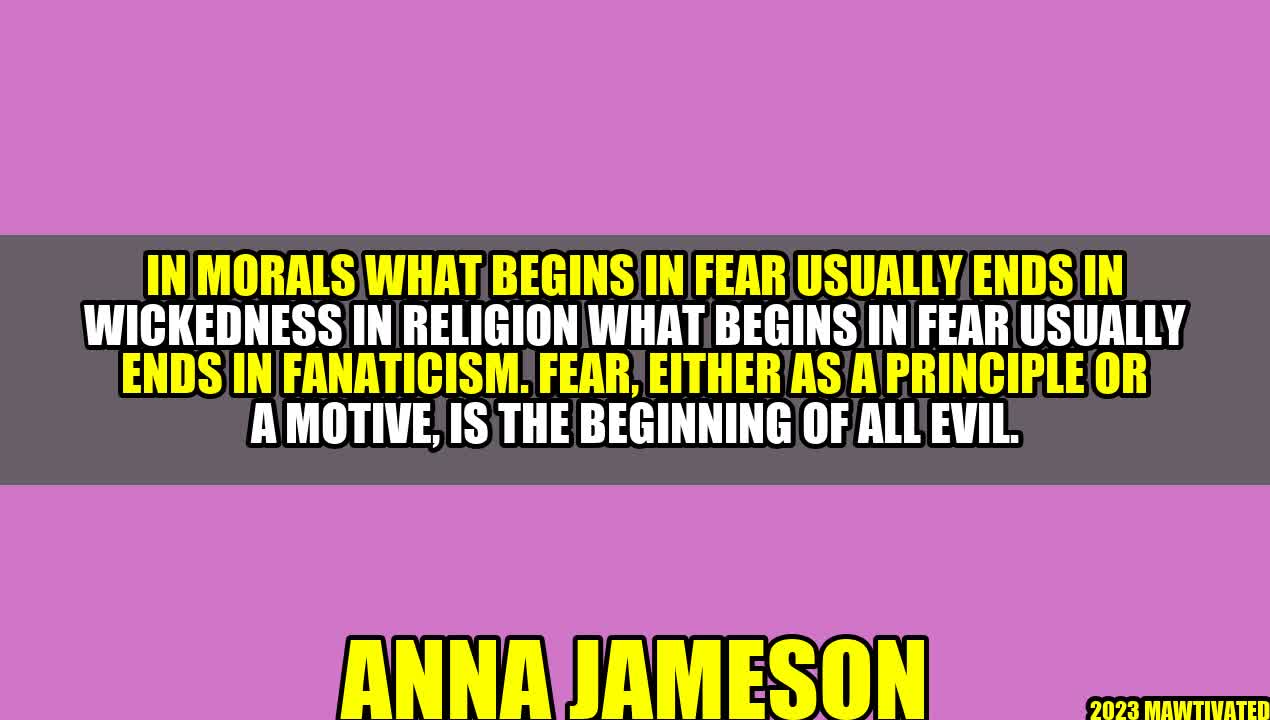 IN MORALS WHAT BEGINS IN FEAR USUALLY ENDS IN
WICKEDNESS IN RELIGION WHAT BEGINS IN FEAR USUALLY
ENDS IN FANATICISM. FEAR, EITHER AS A PRINCIPLE OR
A MOTIVE, IS THE BEGINNING OF ALL EVIL.
ANNA JAMESON
2023 MAWTIVATED